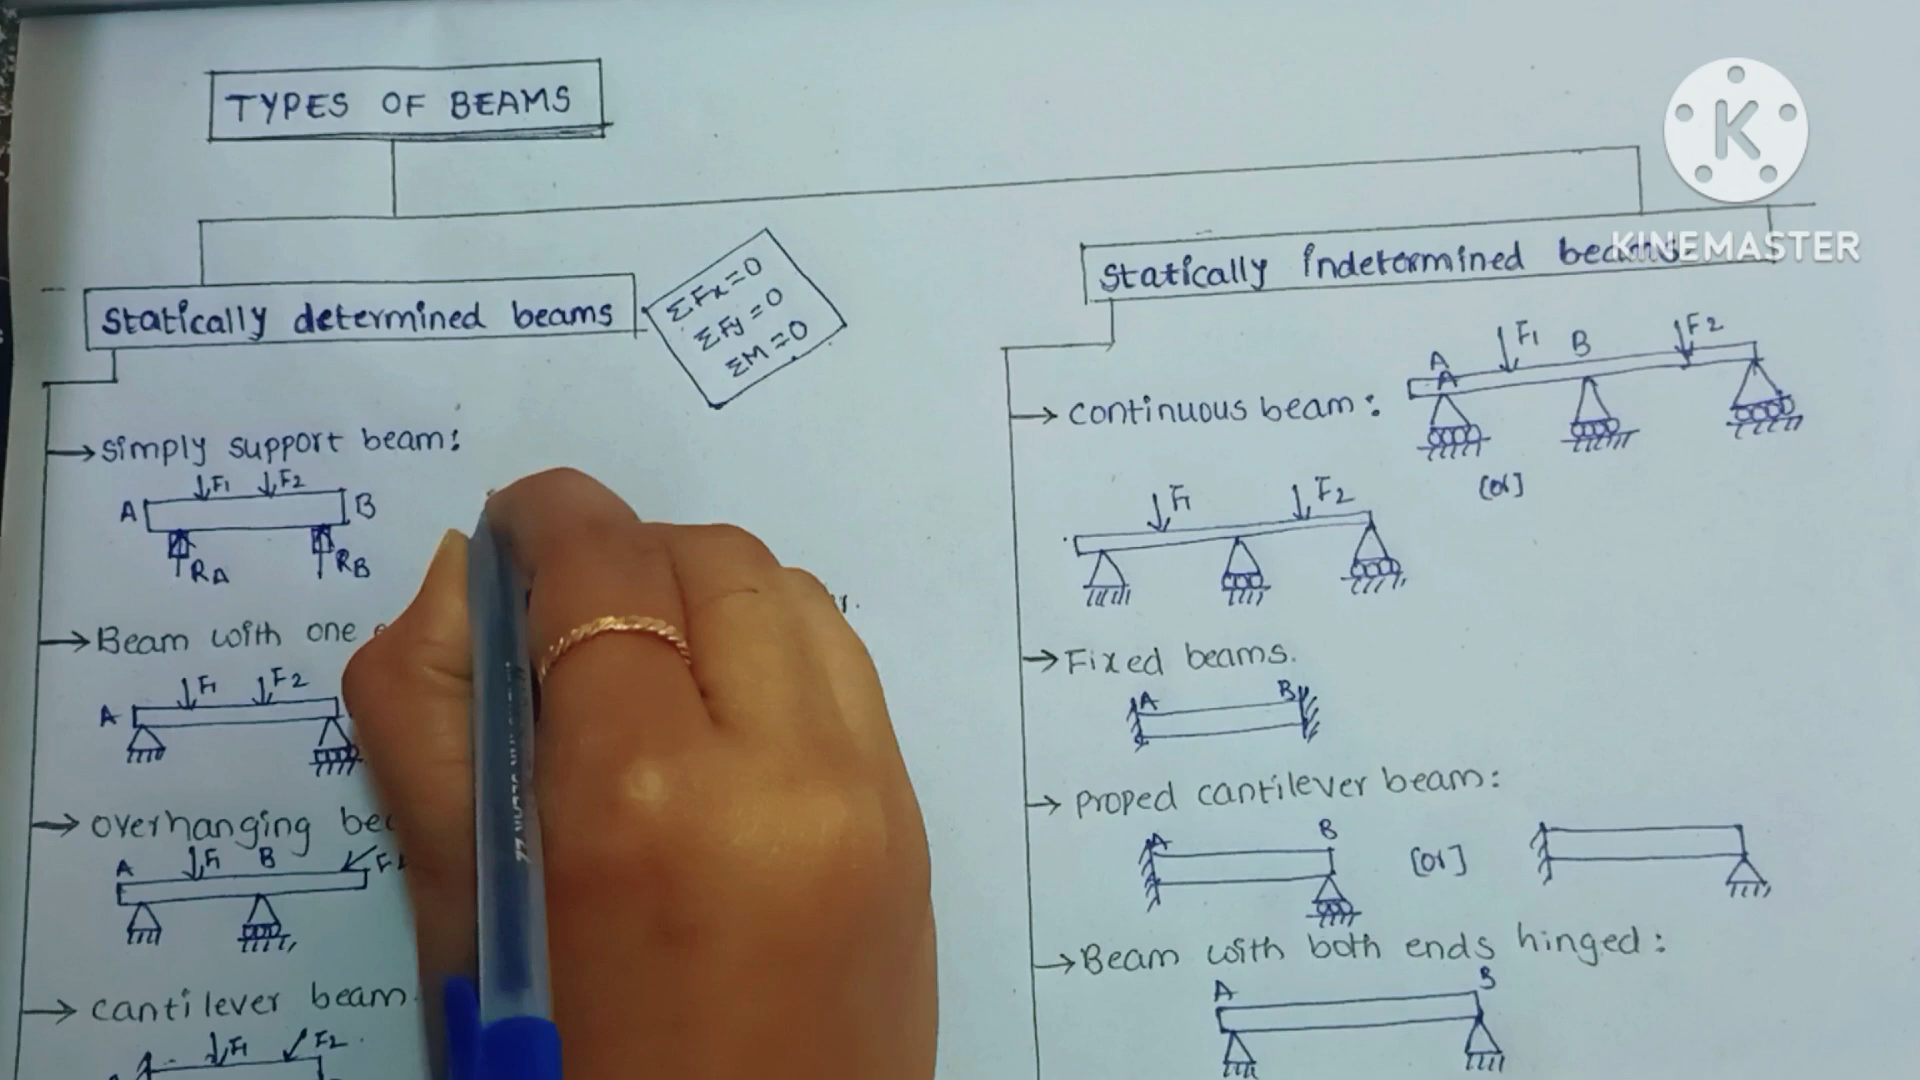 TYPES OF BEAMS
K
KINEMASTER
Statically determined beams
ΣFx=0
ΣFy=0
ΣM=0
→simply support beam:
F1 F2
A B
RA RB
→Beam with one
F1 F2
A
→overhanging
A F1 B
→cantilever beam
F1 F2
Statically indetermined beams
→continuous beam:
A F1 B F2
A
[or]
F1 F2
→Fixed beams.
A B
→proped cantilever beam:
A B [or]
→Beam with both ends hinged:
A B